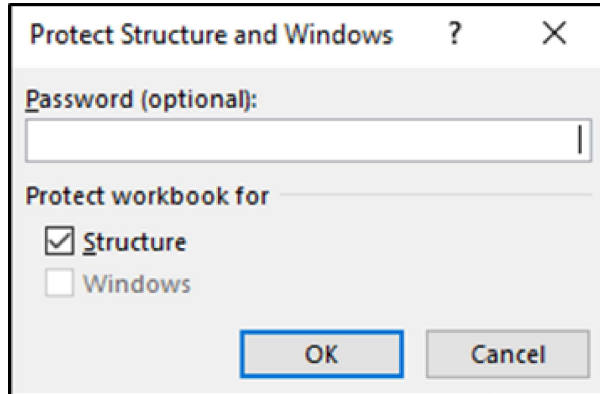 Protect Structure and Windows ?
Password (optional):
Protect workbook for
Structure
Windows
OK Cancel